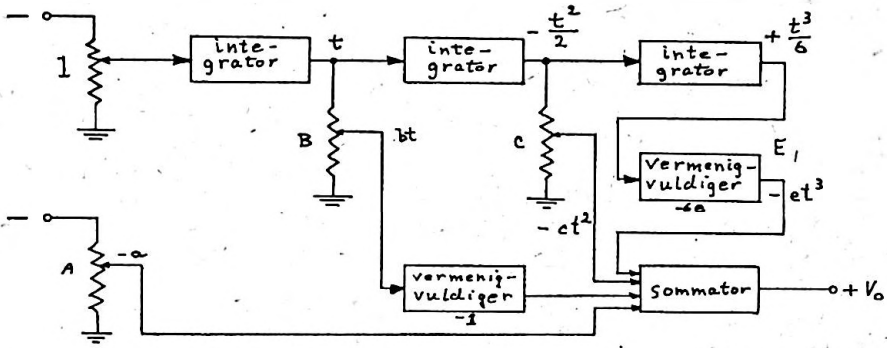 −
1
inte-
grator
t
inte-
grator
- t²/2
inte-
grator
+ t³/6
B
bt
C
- ct²
E₁
vermenig-
vuldiger
-6e
- et³
−
A
-a
vermenig-
vuldiger
-1
sommator
+ V₀